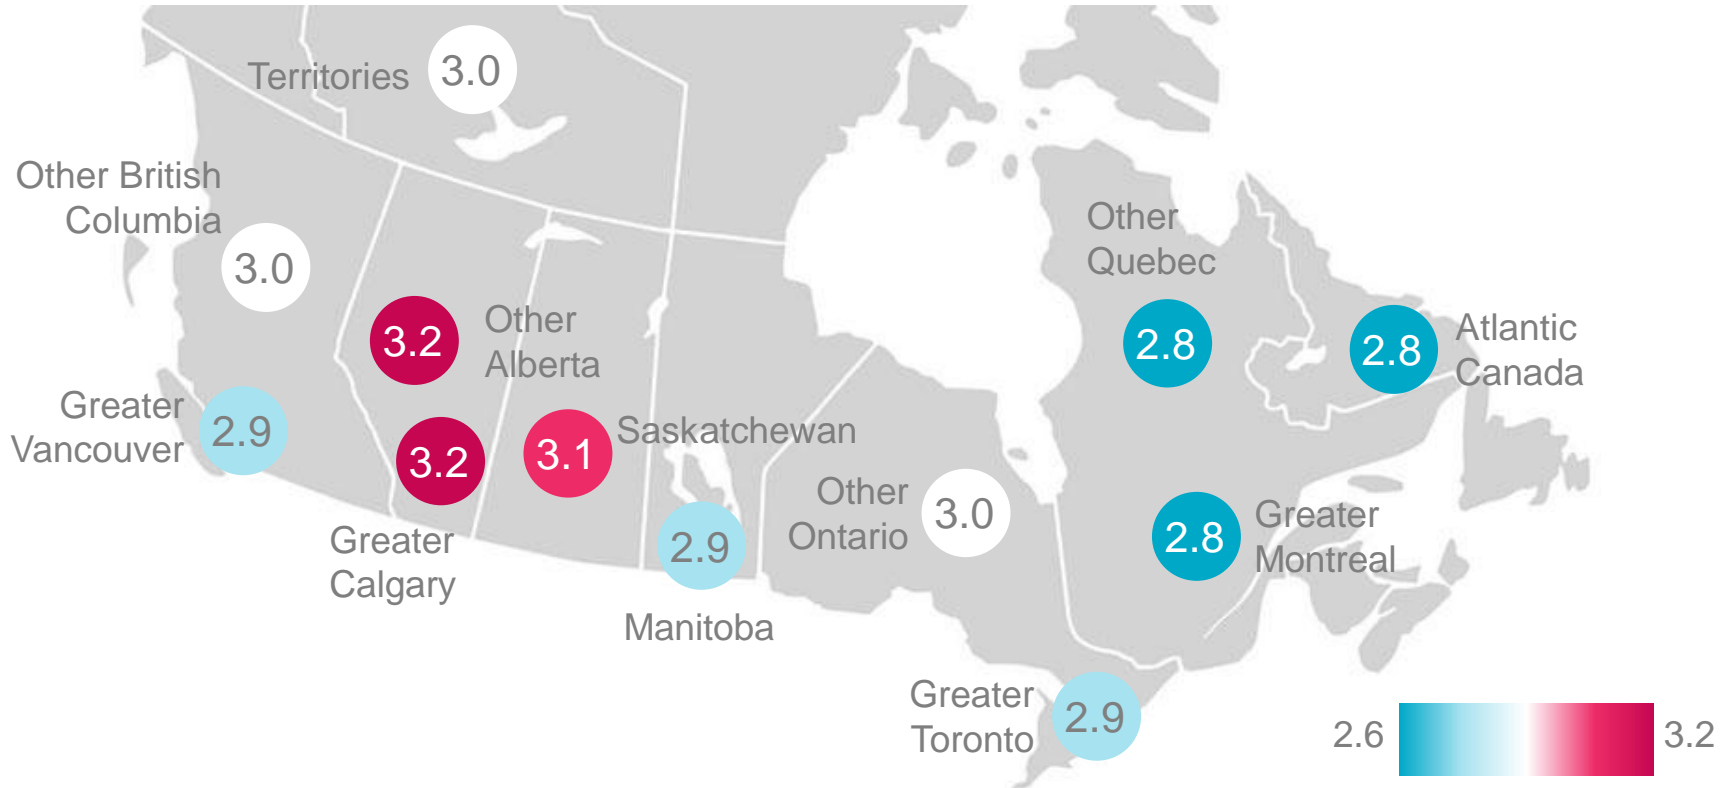 Territories
3.0
Other British
Columbia
3.0
Other
Quebec
2.8
Other
Alberta
3.2
Atlantic
Canada
2.8
Greater
Vancouver
2.9
Greater
Calgary
3.2
Saskatchewan
3.1
Manitoba
2.9
Other
Ontario
3.0
Greater
Montreal
2.8
Greater
Toronto
2.9
2.6
3.2